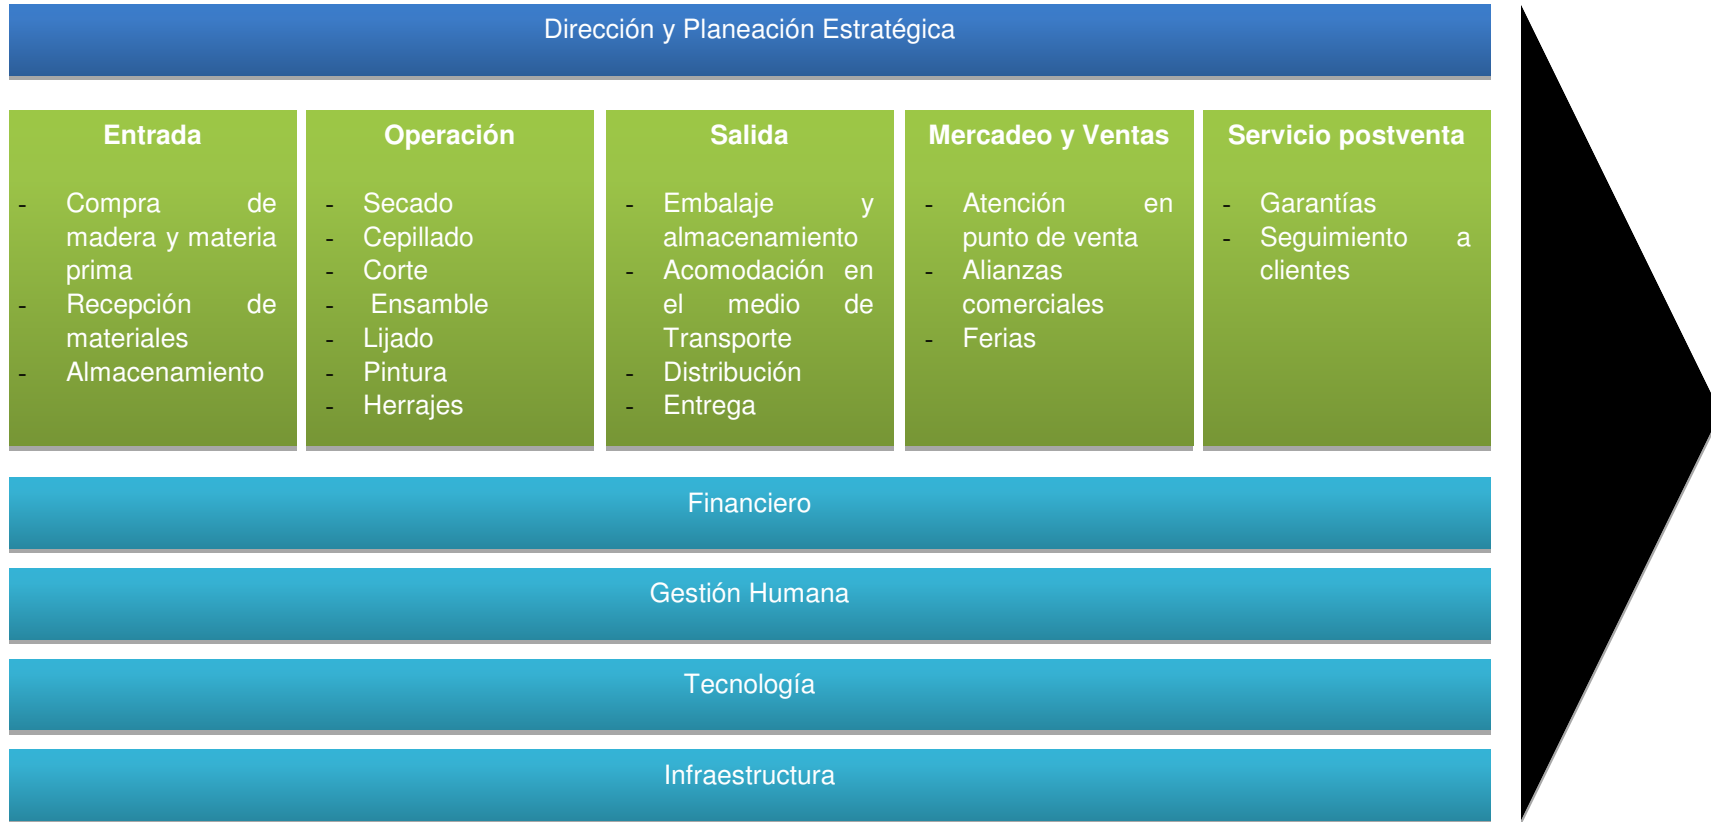 Dirección y Planeación Estratégica
Entrada
- Compra de
madera y materia
prima
- Recepción de
materiales
- Almacenamiento
Operación
- Secado
- Cepillado
- Corte
- Ensamble
- Lijado
- Pintura
- Herrajes
Salida
- Embalaje y
almacenamiento
- Acomodación en
el medio de
Transporte
- Distribución
- Entrega
Mercadeo y Ventas
- Atención en
punto de venta
- Alianzas
comerciales
- Ferias
Servicio postventa
- Garantías
- Seguimiento a
clientes
Financiero
Gestión Humana
Tecnología
Infraestructura